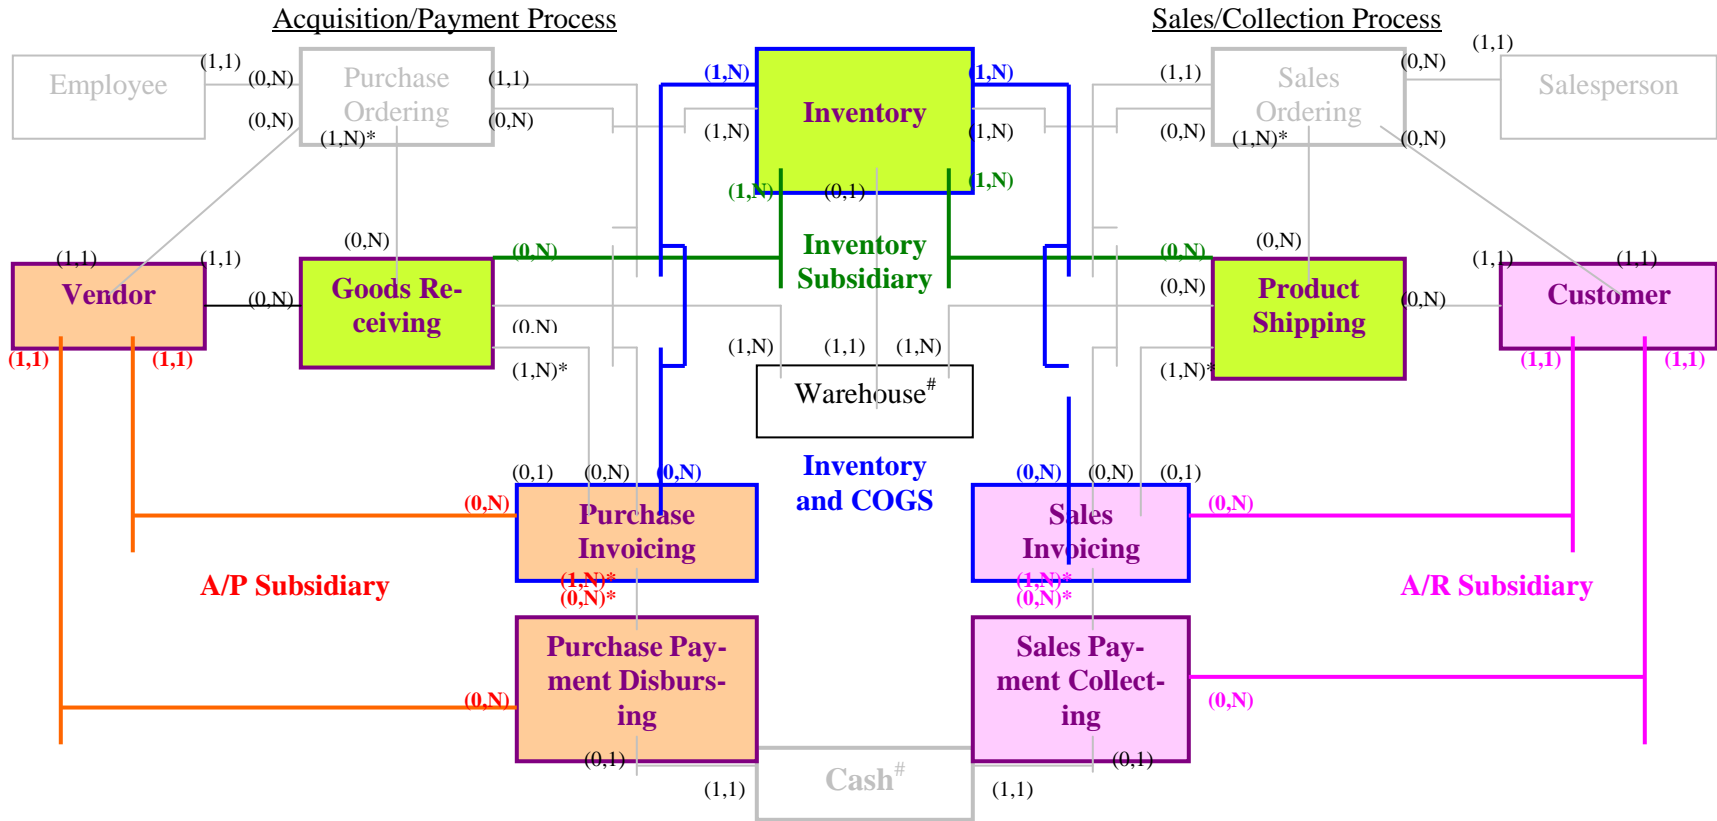 Acquisition/Payment Process
Sales/Collection Process
Employee
(1,1)
(0,N)
(0,N)
Purchase
Ordering
(1,N)*
(1,1)
(0,N)
(1,N)
(1,N)
Inventory
(1,N)
(1,N)
(1,N)
(0,1)
(1,N)
(1,1)
(0,N)
Sales
Ordering
(1,N)*
(0,N)
(0,N)
(1,1)
Salesperson
(1,1)
(1,1)
Vendor
(0,N)
(0,N)
Goods Re-
ceiving
(0,N)
(0,N)
(1,N)*
Inventory
Subsidiary
(0,N)
(0,N)
(1,N)*
(0,N)
Product
Shipping
(0,N)
(1,1)
(1,1)
Customer
(1,1)
(1,1)
(1,N)
(1,1)
(1,N)
Warehouse#
(1,1)
(1,1)
Inventory
and COGS
(0,1)
(0,N)
(0,N)
(0,N)
Purchase
Invoicing
(1,N)*
(0,N)*
(0,N)
(0,N)
(0,1)
(0,N)
Sales
Invoicing
(1,N)*
(0,N)*
A/P Subsidiary
A/R Subsidiary
(0,N)
Purchase Pay-
ment Disburs-
ing
(0,1)
(1,1)
Cash#
(1,1)
Sales Pay-
ment Collect-
ing
(0,1)
(0,N)